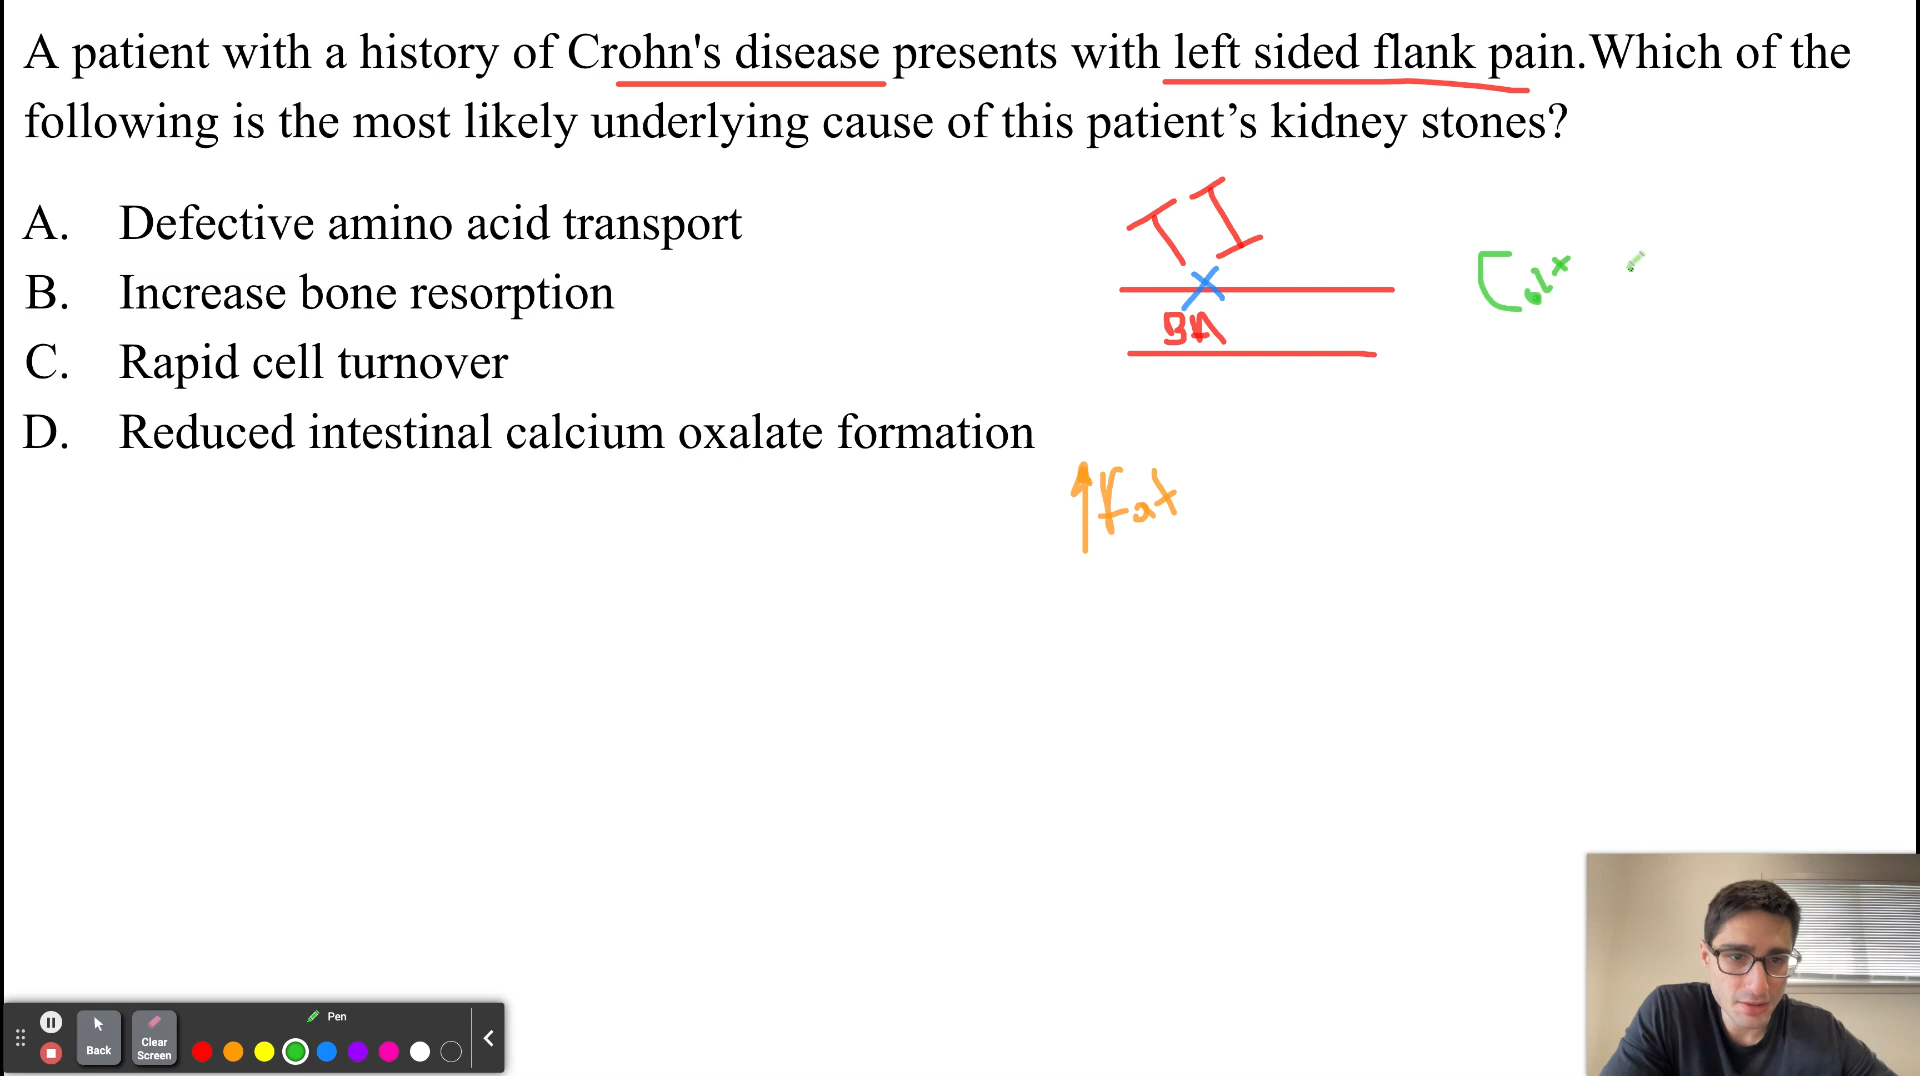 A patient with a history of Crohn's disease presents with left sided flank pain.Which of the
following is the most likely underlying cause of this patient’s kidney stones?
A. Defective amino acid transport
B. Increase bone resorption
C. Rapid cell turnover
D. Reduced intestinal calcium oxalate formation
TI
BA
↑Fat
Pen
Back
Clear
Screen